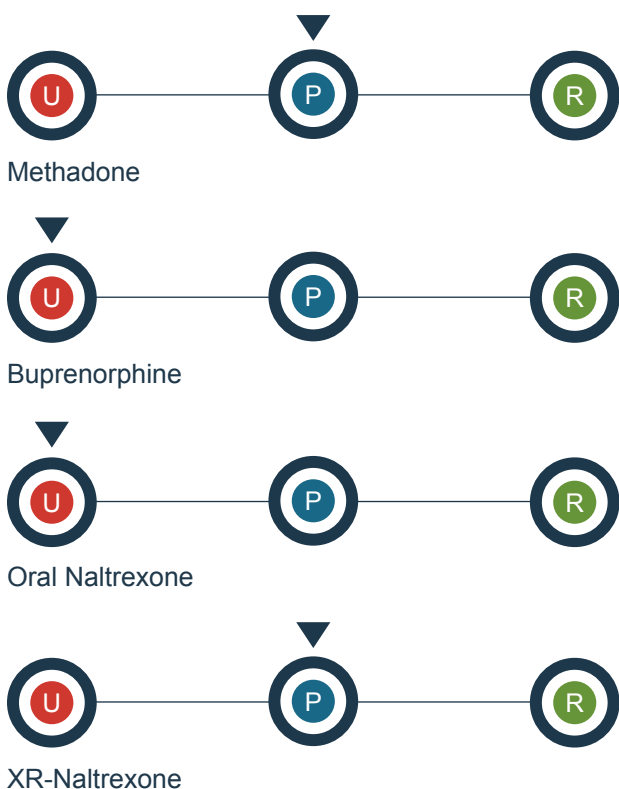 U P R
Methadone
U P R
Buprenorphine
U P R
Oral Naltrexone
U P R
XR-Naltrexone